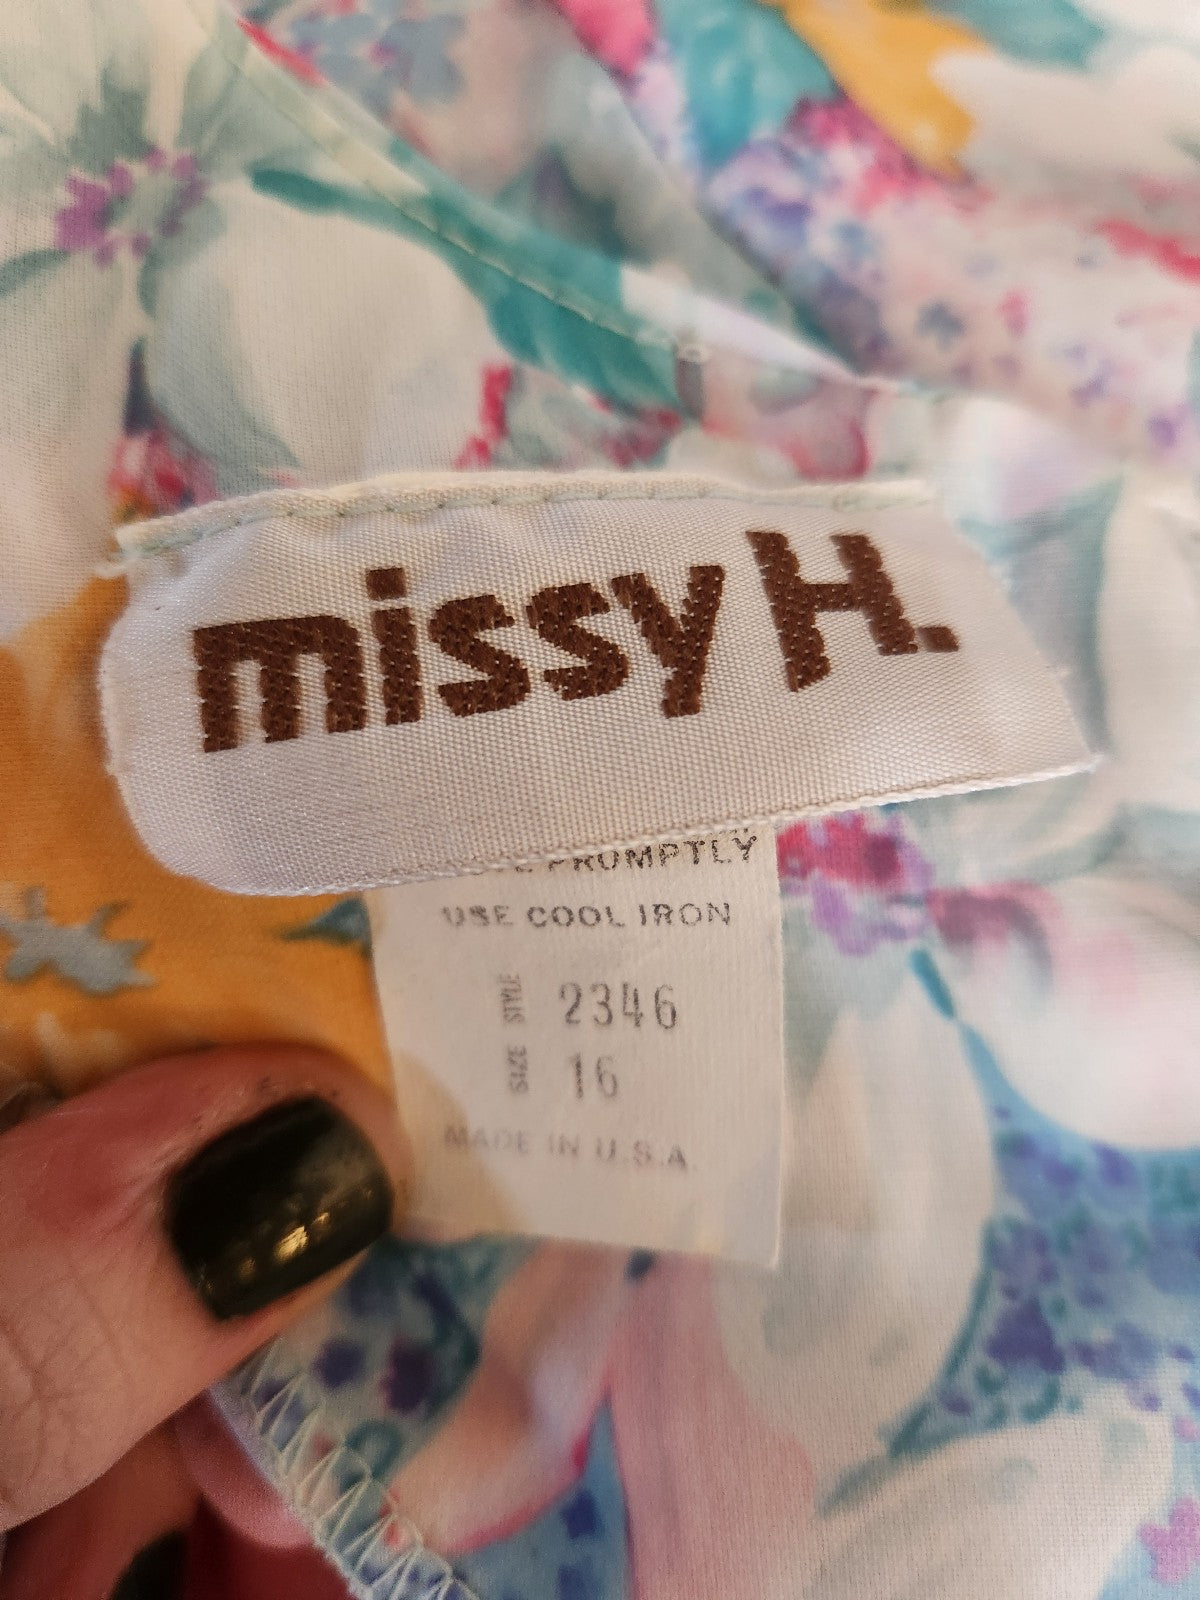 missy H.
PROMPTLY
USE COOL IRON
STYLE 2346
SIZE 16
MADE IN U.S.A.